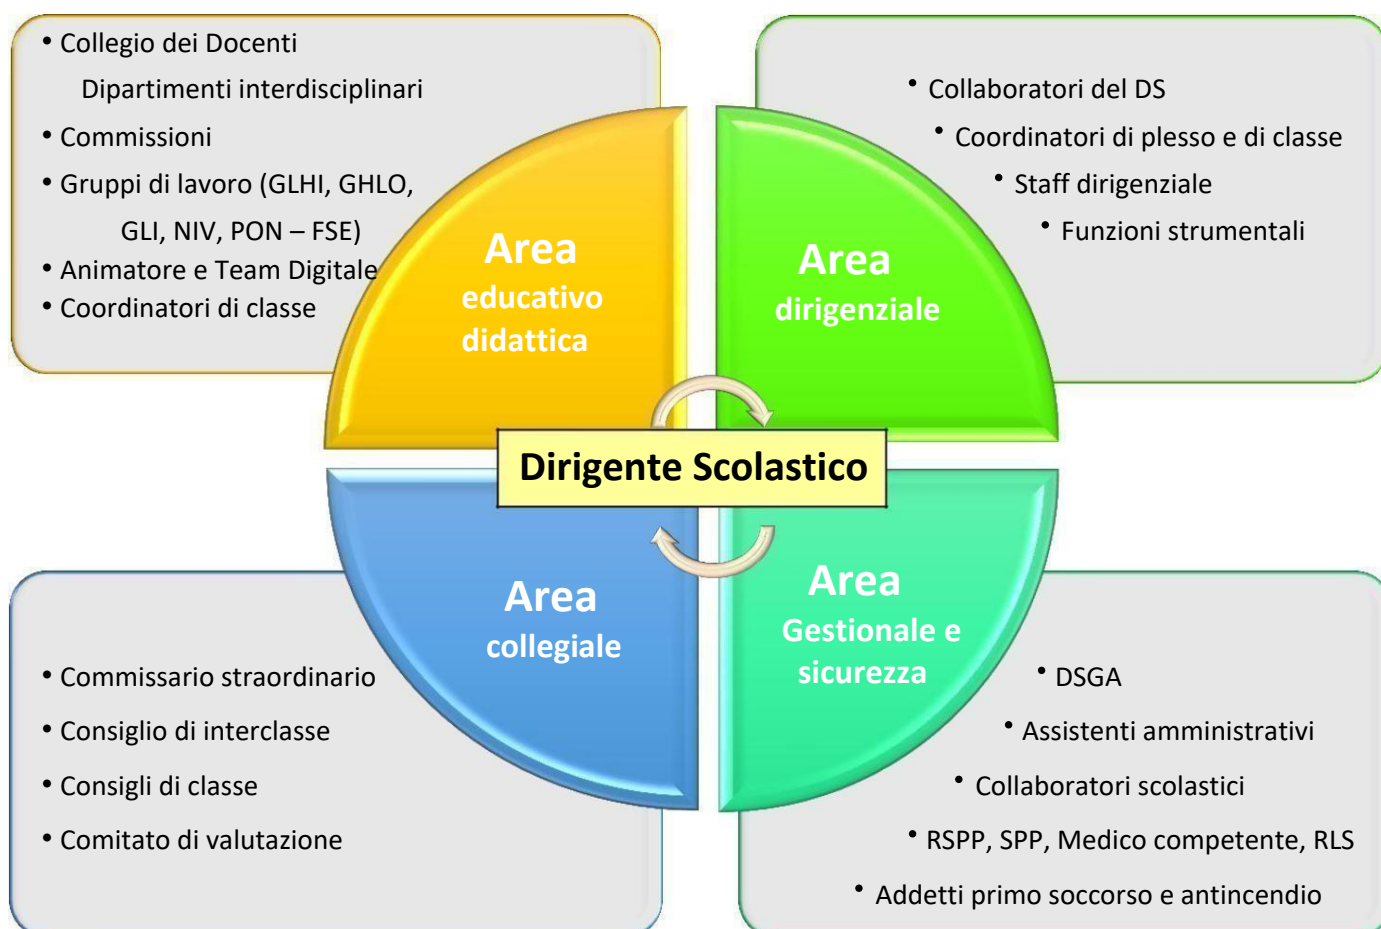 • Collegio dei Docenti
Dipartimenti interdisciplinari
• Commissioni
• Gruppi di lavoro (GLHI, GHLO,
GLI, NIV, PON – FSE)
• Animatore e Team Digitale
• Coordinatori di classe
Area
educativo
didattica
• Collaboratori del DS
• Coordinatori di plesso e di classe
• Staff dirigenziale
• Funzioni strumentali
Area
dirigenziale
Dirigente Scolastico
Area
collegiale
• Commissario straordinario
• Consiglio di interclasse
• Consigli di classe
• Comitato di valutazione
Area
Gestionale e
sicurezza
• DSGA
• Assistenti amministrativi
• Collaboratori scolastici
• RSPP, SPP, Medico competente, RLS
• Addetti primo soccorso e antincendio